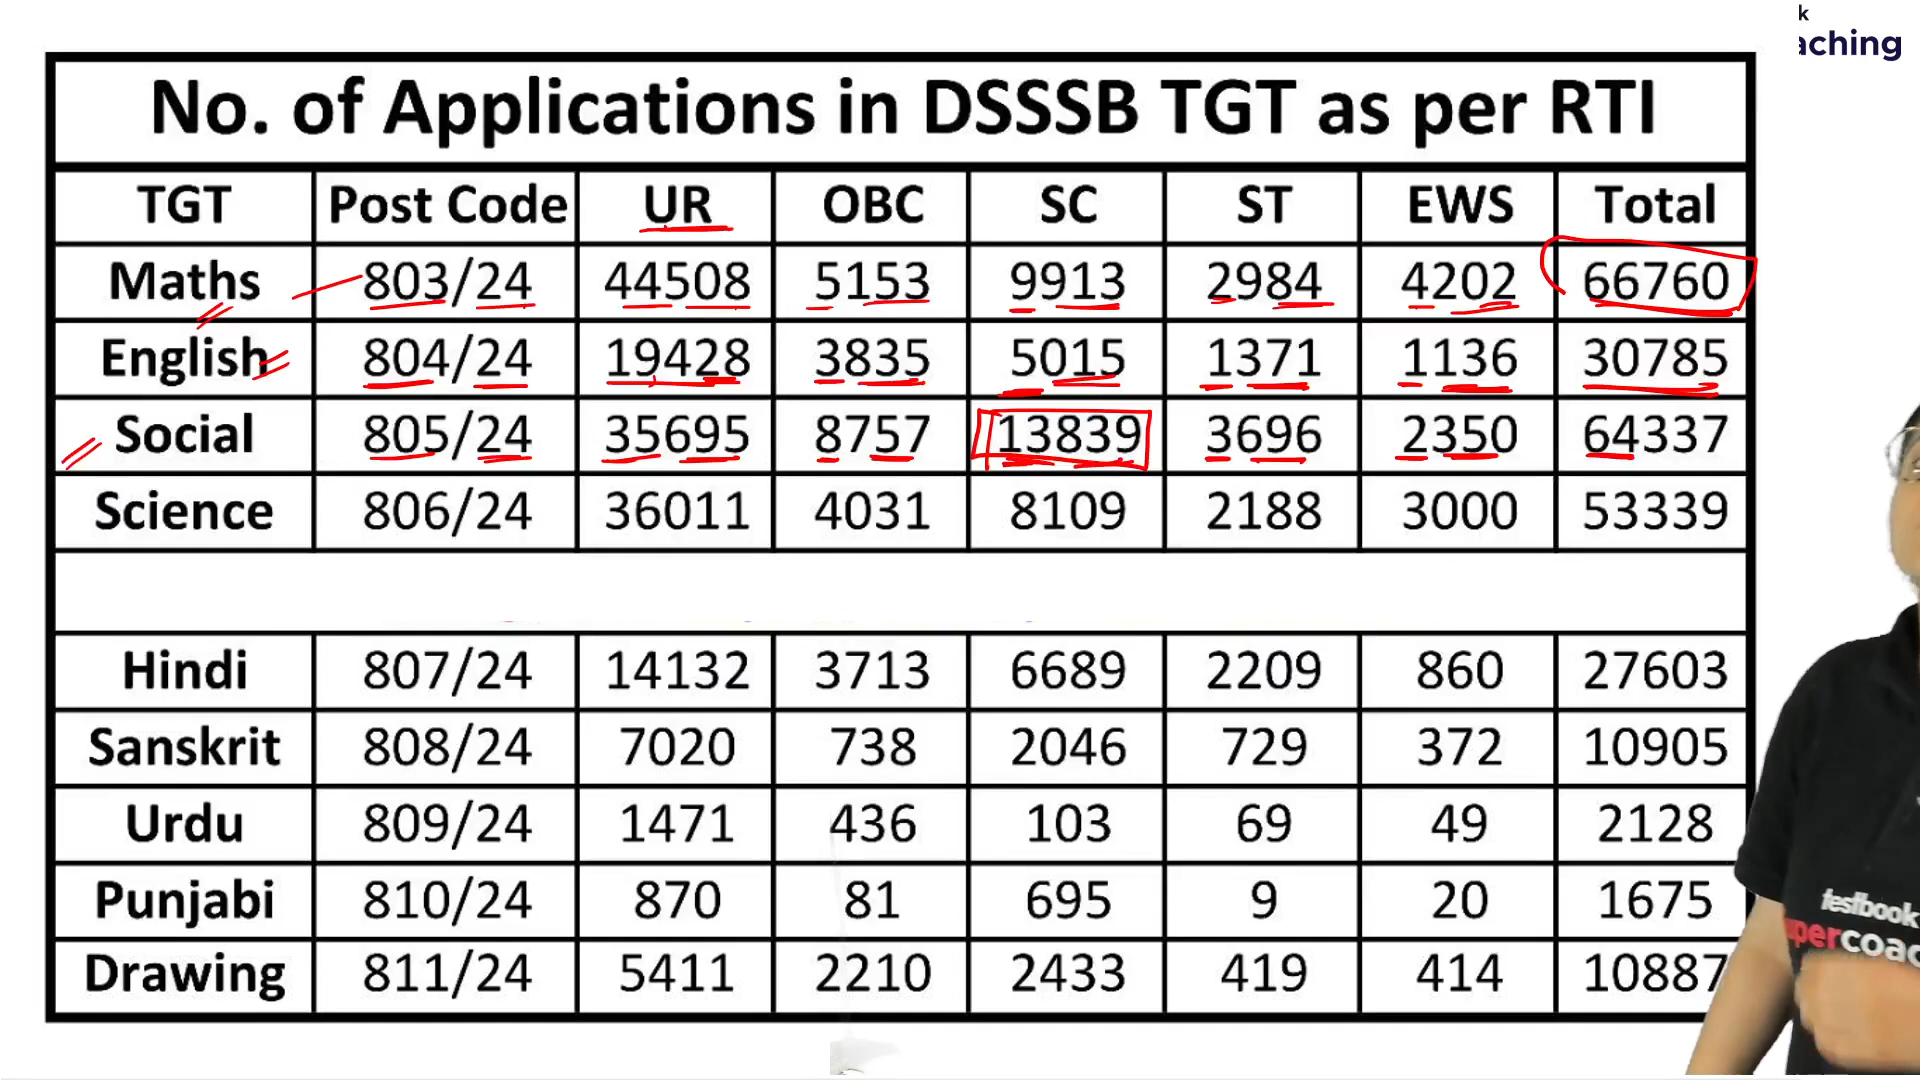 k
aching
No. of Applications in DSSSB TGT as per RTI
TGT Post Code UR OBC SC ST EWS Total
Maths 803/24 44508 5153 9913 2984 4202 66760
English 804/24 19428 3835 5015 1371 1136 30785
Social 805/24 35695 8757 13839 3696 2350 64337
Science 806/24 36011 4031 8109 2188 3000 53339
Hindi 807/24 14132 3713 6689 2209 860 27603
Sanskrit 808/24 7020 738 2046 729 372 10905
Urdu 809/24 1471 436 103 69 49 2128
Punjabi 810/24 870 81 695 9 20 1675
Drawing 811/24 5411 2210 2433 419 414 10887
testbook
percoac